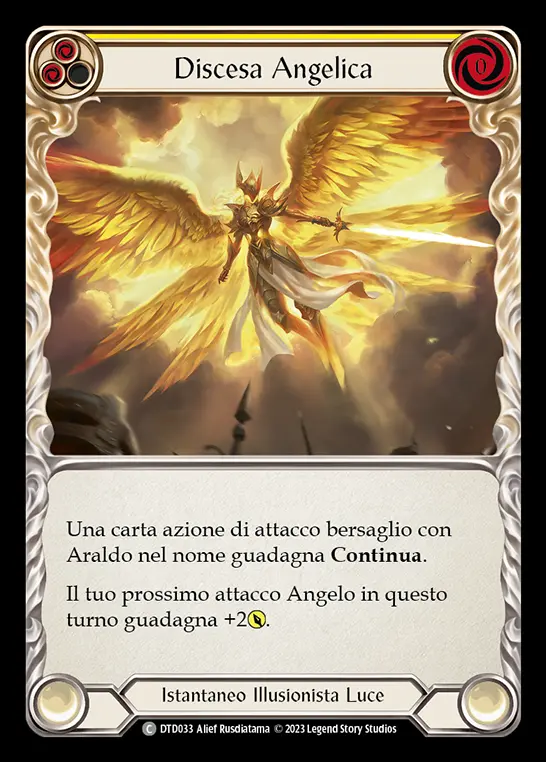 Discesa Angelica
0
Una carta azione di attacco bersaglio con
Araldo nel nome guadagna Continua.
Il tuo prossimo attacco Angelo in questo
turno guadagna +2.
Istantaneo Illusionista Luce
C DTD033 Alief Rusdiatama © 2023 Legend Story Studios